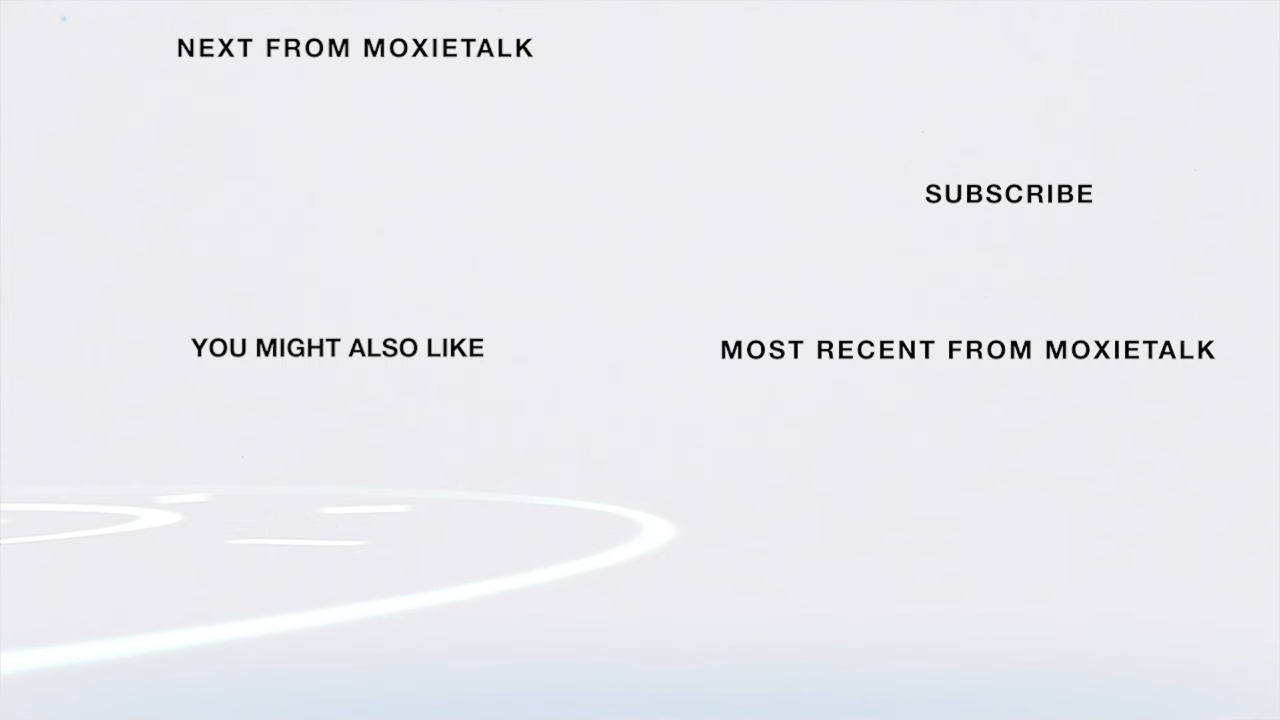 NEXT FROM MOXIETALK
SUBSCRIBE
YOU MIGHT ALSO LIKE
MOST RECENT FROM MOXIETALK